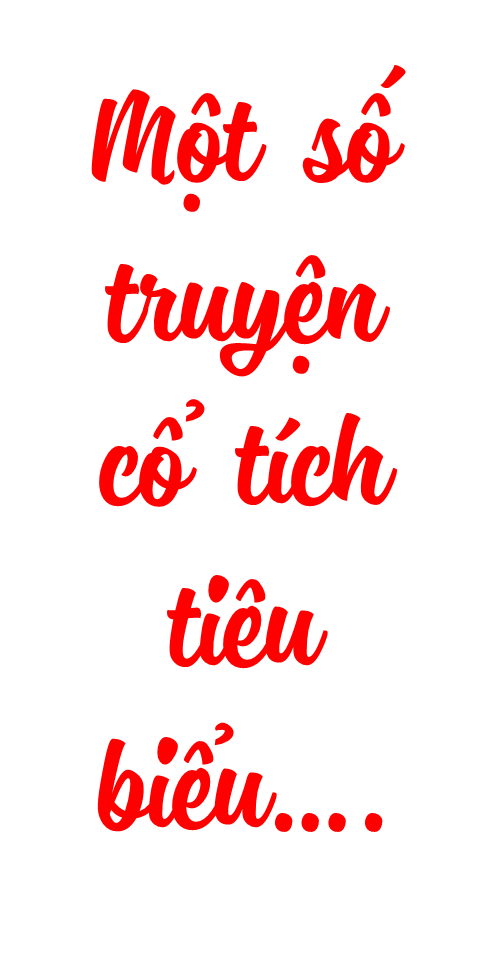 Một số
truyện
cổ tích
tiêu
biểu....